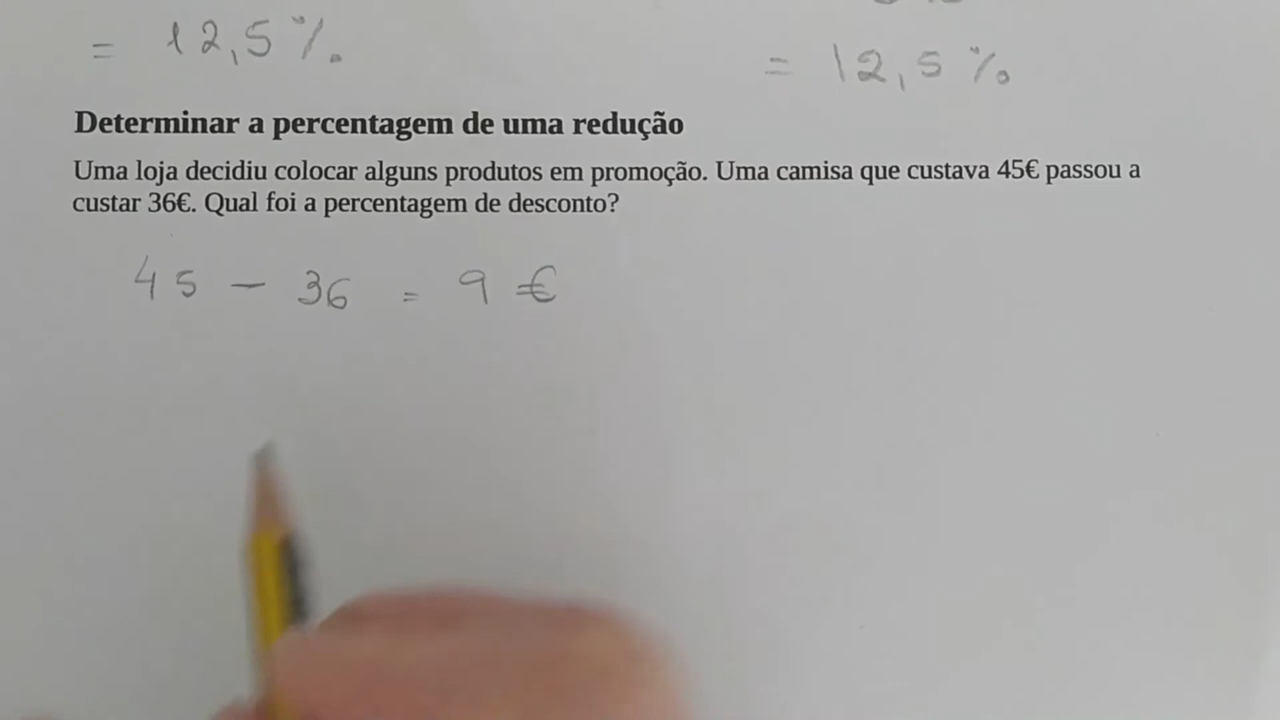 = 12,5 %
= 12,5 %
Determinar a percentagem de uma redução
Uma loja decidiu colocar alguns produtos em promoção. Uma camisa que custava 45€ passou a
custar 36€. Qual foi a percentagem de desconto?
45 - 36 = 9 €